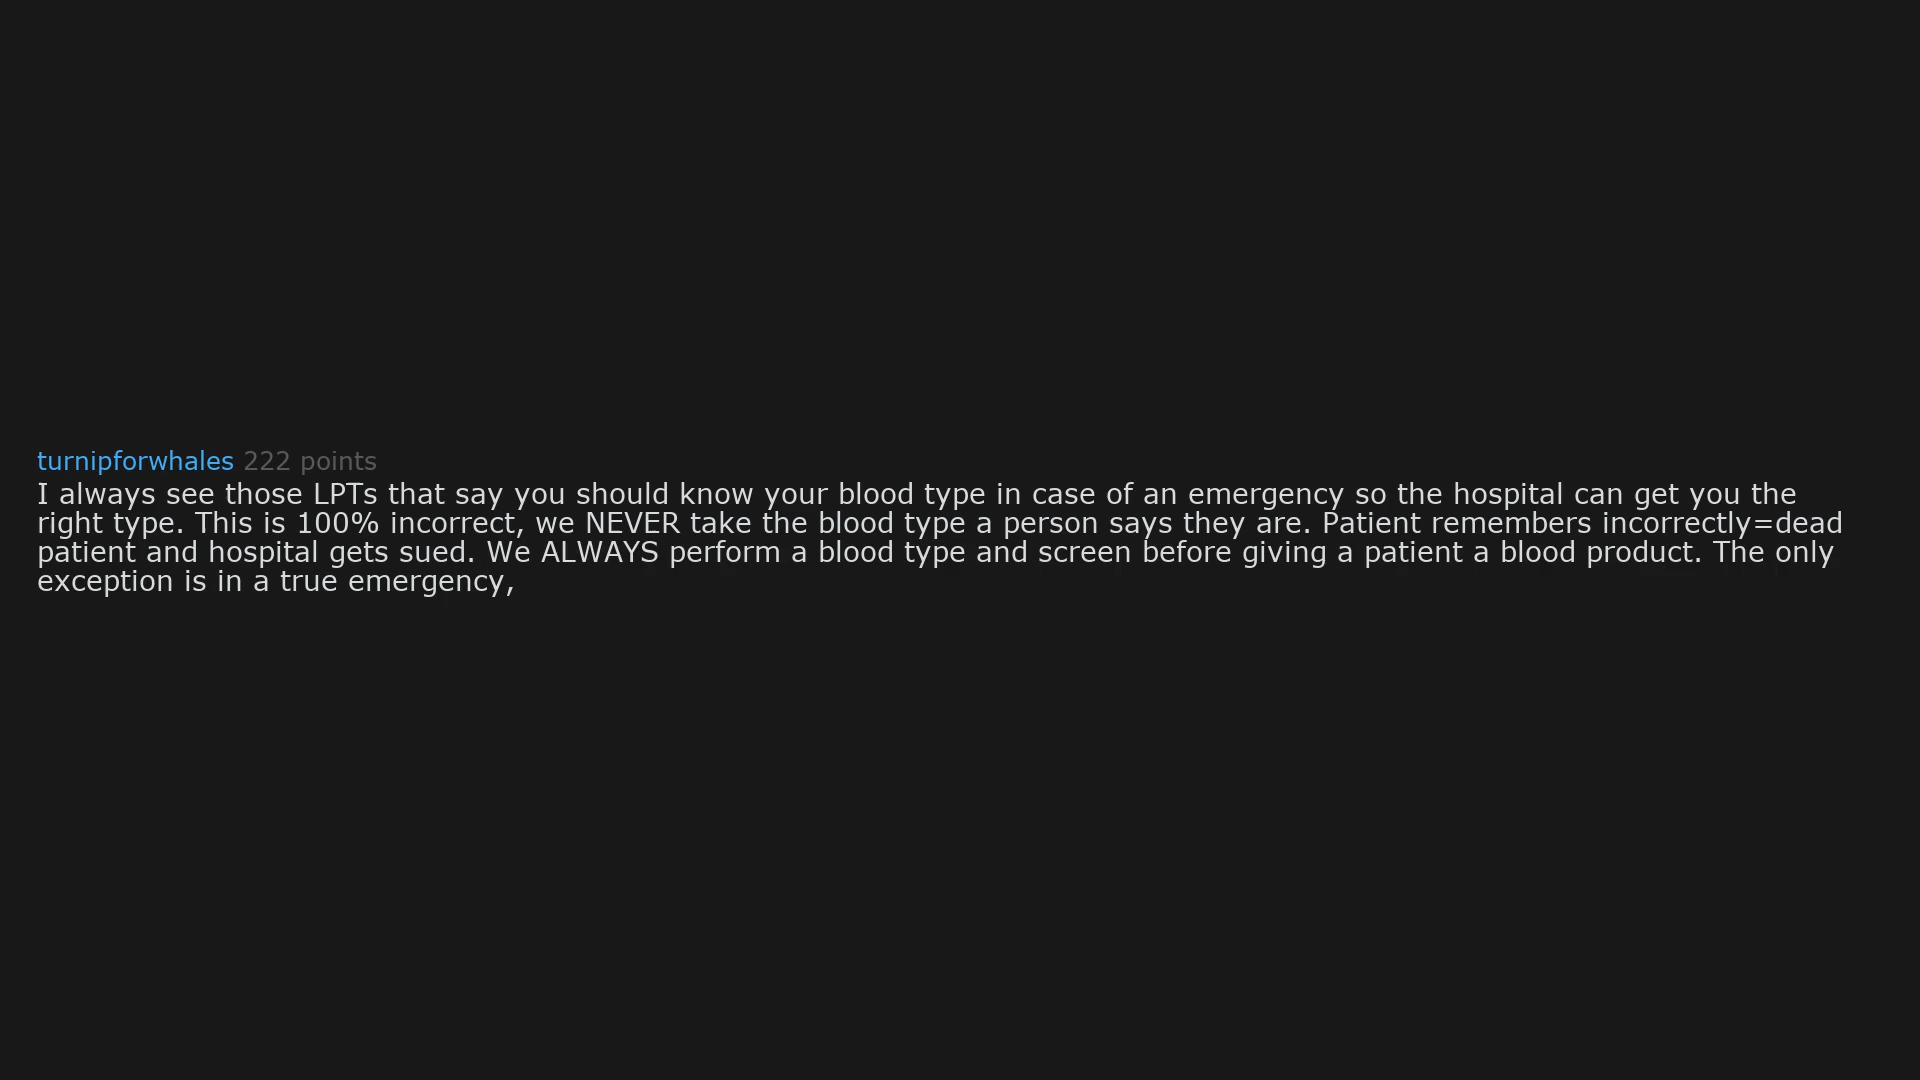 turnipforwhales 222 points
I always see those LPTs that say you should know your blood type in case of an emergency so the hospital can get you the
right type. This is 100% incorrect, we NEVER take the blood type a person says they are. Patient remembers incorrectly=dead
patient and hospital gets sued. We ALWAYS perform a blood type and screen before giving a patient a blood product. The only
exception is in a true emergency,